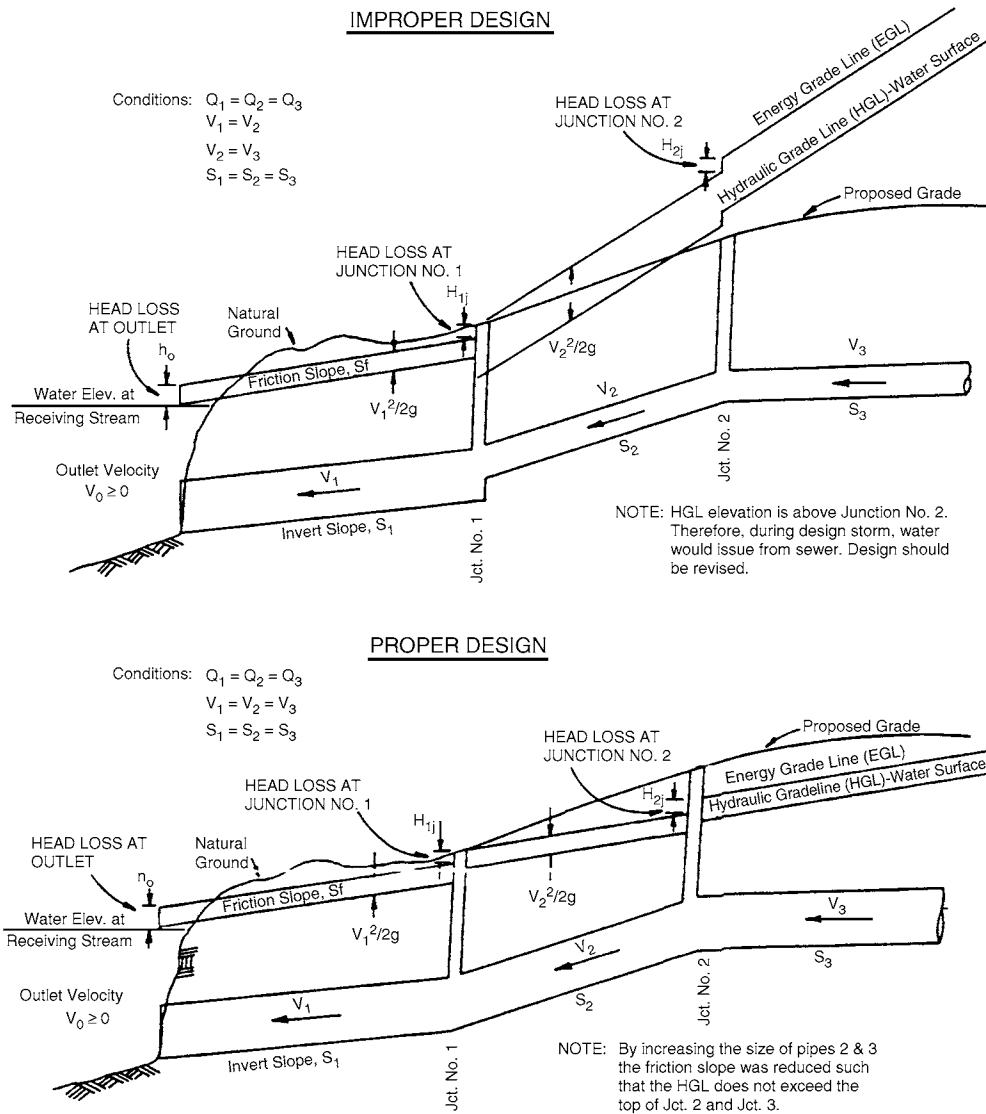 IMPROPER DESIGN
Conditions: Q₁ = Q₂ = Q₃
V₁ = V₂
V₂ = V₃
S₁ = S₂ = S₃
HEAD LOSS AT
JUNCTION NO. 2
H₂ⱼ
Energy Grade Line (EGL)
Hydraulic Grade Line (HGL)-Water Surface
Proposed Grade
HEAD LOSS AT
JUNCTION NO. 1
H₁ⱼ
HEAD LOSS
AT OUTLET
hₒ
Natural
Ground
Friction Slope, Sf
V₁²/2g
V₂²/2g
Water Elev. at
Receiving Stream
Outlet Velocity
V₀ ≥ 0
V₁
Invert Slope, S₁
Jct. No. 1
V₂
S₂
Jct. No. 2
V₃
S₃
NOTE: HGL elevation is above Junction No. 2.
Therefore, during design storm, water
would issue from sewer. Design should
be revised.
PROPER DESIGN
Conditions: Q₁ = Q₂ = Q₃
V₁ = V₂ = V₃
S₁ = S₂ = S₃
HEAD LOSS AT
JUNCTION NO. 2
H₂ⱼ
Proposed Grade
Energy Grade Line (EGL)
Hydraulic Gradeline (HGL)-Water Surface
HEAD LOSS AT
JUNCTION NO. 1
H₁ⱼ
HEAD LOSS AT
OUTLET
nₒ
Natural
Ground
Friction Slope, Sf
V₁²/2g
V₂²/2g
Water Elev. at
Receiving Stream
Outlet Velocity
V₀ ≥ 0
V₁
Invert Slope, S₁
Jct. No. 1
V₂
S₂
Jct. No. 2
V₃
S₃
NOTE: By increasing the size of pipes 2 & 3
the friction slope was reduced such
that the HGL does not exceed the
top of Jct. 2 and Jct. 3.